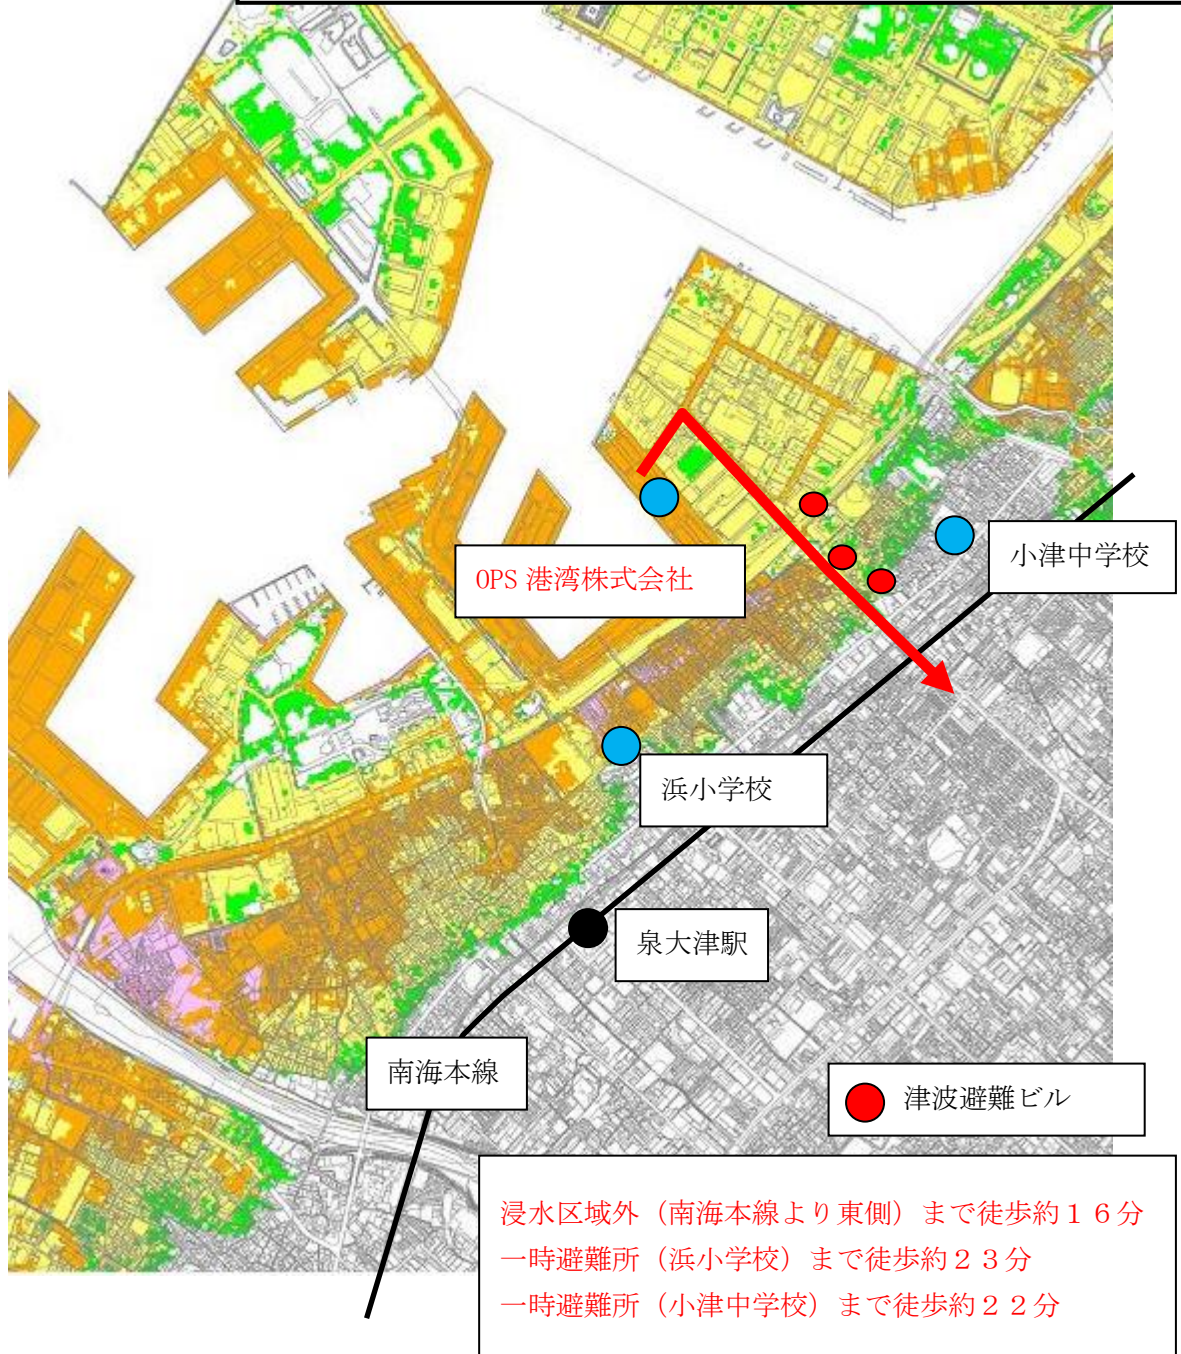 OPS 港湾株式会社
小津中学校
浜小学校
泉大津駅
南海本線
津波避難ビル
浸水区域外（南海本線より東側）まで徒歩約１６分
一時避難所（浜小学校）まで徒歩約２３分
一時避難所（小津中学校）まで徒歩約２２分